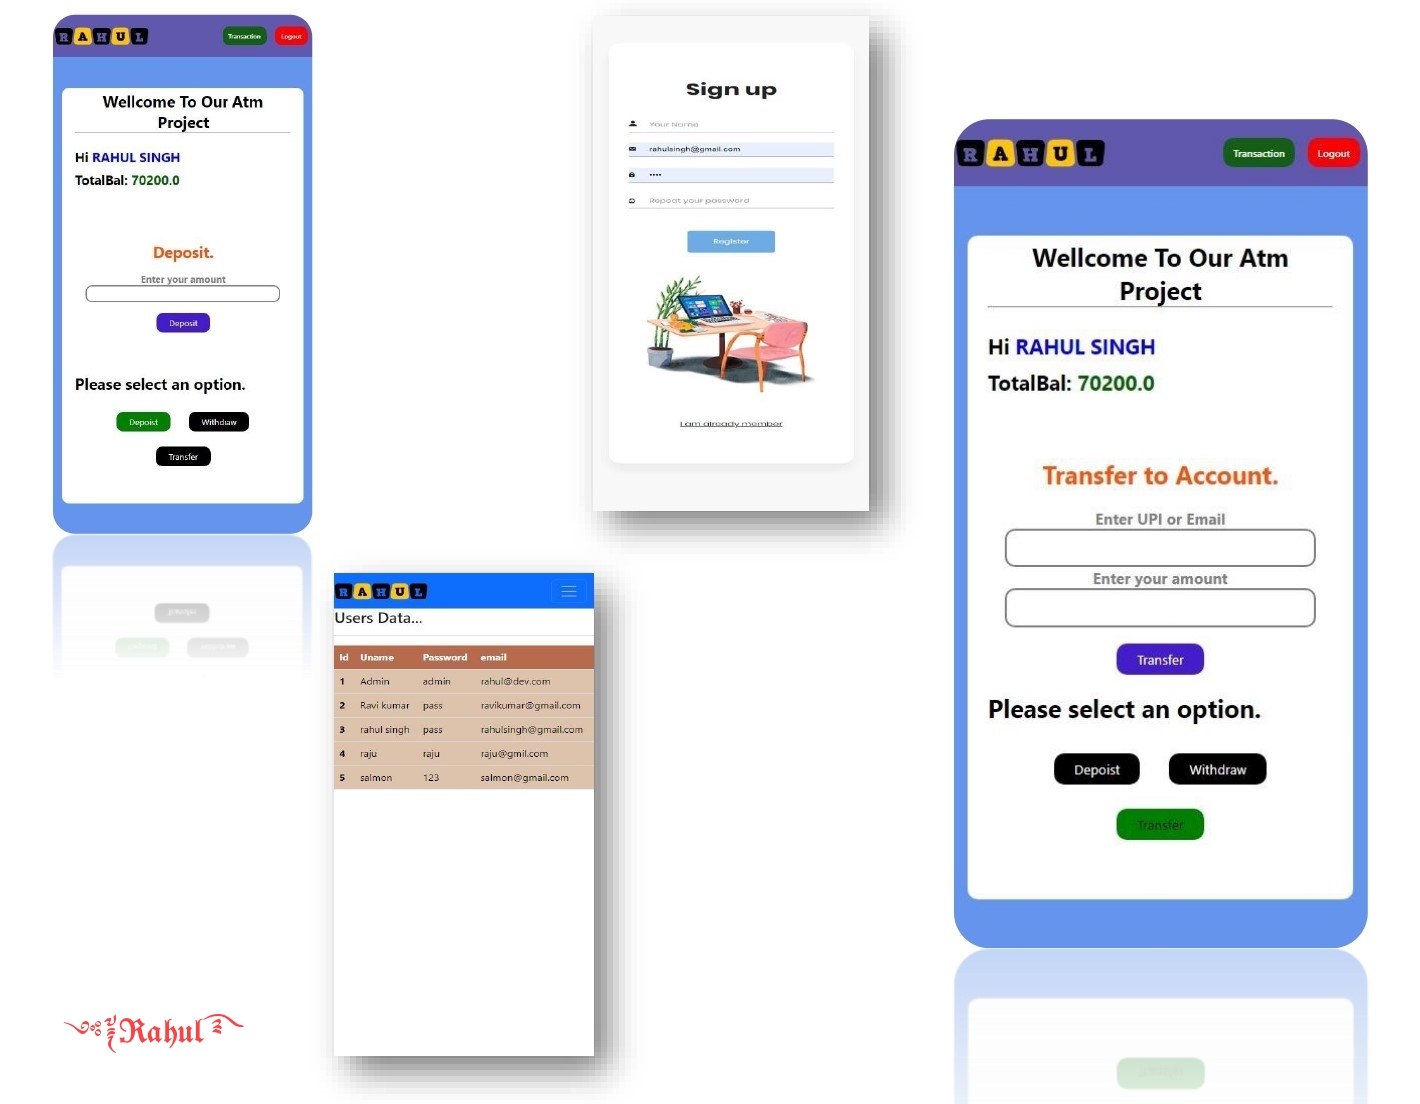 RAHUL
Transaction
Logout
Wellcome To Our Atm
Project
Hi RAHUL SINGH
TotalBal: 70200.0
Deposit.
Enter your amount
Deposit
Please select an option.
Depoist
Withdraw
Transfer
Sign up
Your Name
rahulsingh@gmail.com
••••
Repeat your password
Register
I am already member
RAHUL
Users Data...
Id Uname Password email
1 Admin admin rahul@dev.com
2 Ravi kumar pass ravikumar@gmail.com
3 rahul singh pass rahulsingh@gmail.com
4 raju raju raju@gmil.com
5 salmon 123 salmon@gmail.com
RAHUL
Transaction
Logout
Wellcome To Our Atm
Project
Hi RAHUL SINGH
TotalBal: 70200.0
Transfer to Account.
Enter UPI or Email
Enter your amount
Transfer
Please select an option.
Depoist
Withdraw
Transfer
Rahul